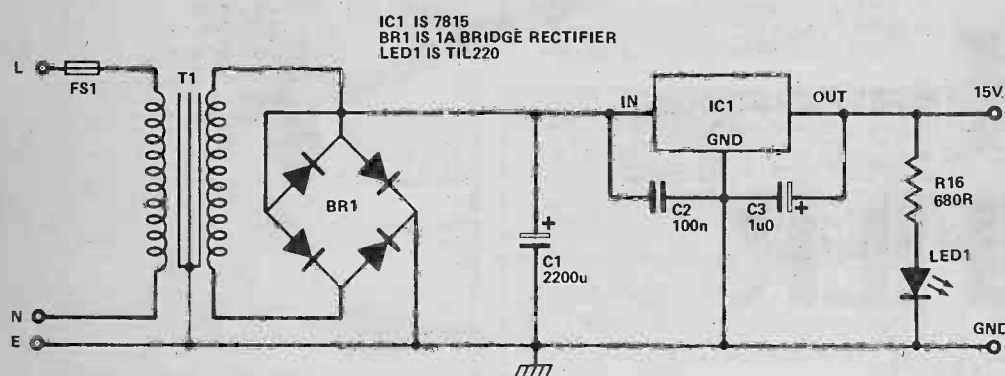 IC1 IS 7815
BR1 IS 1A BRIDGE RECTIFIER
LED1 IS TIL220
L
FS1
T1
IN
IC1
OUT
15V
GND
BR1
C2
100n
C3
1u0
+
R16
680R
+
C1
2200u
LED1
N
E
GND